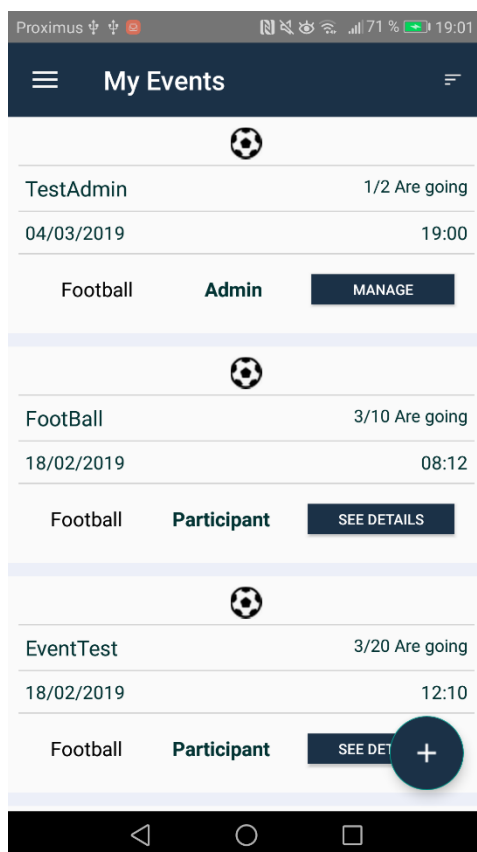 Proximus 71 % 19:01
My Events
TestAdmin 1/2 Are going
04/03/2019 19:00
Football Admin MANAGE
FootBall 3/10 Are going
18/02/2019 08:12
Football Participant SEE DETAILS
EventTest 3/20 Are going
18/02/2019 12:10
Football Participant SEE DET
+